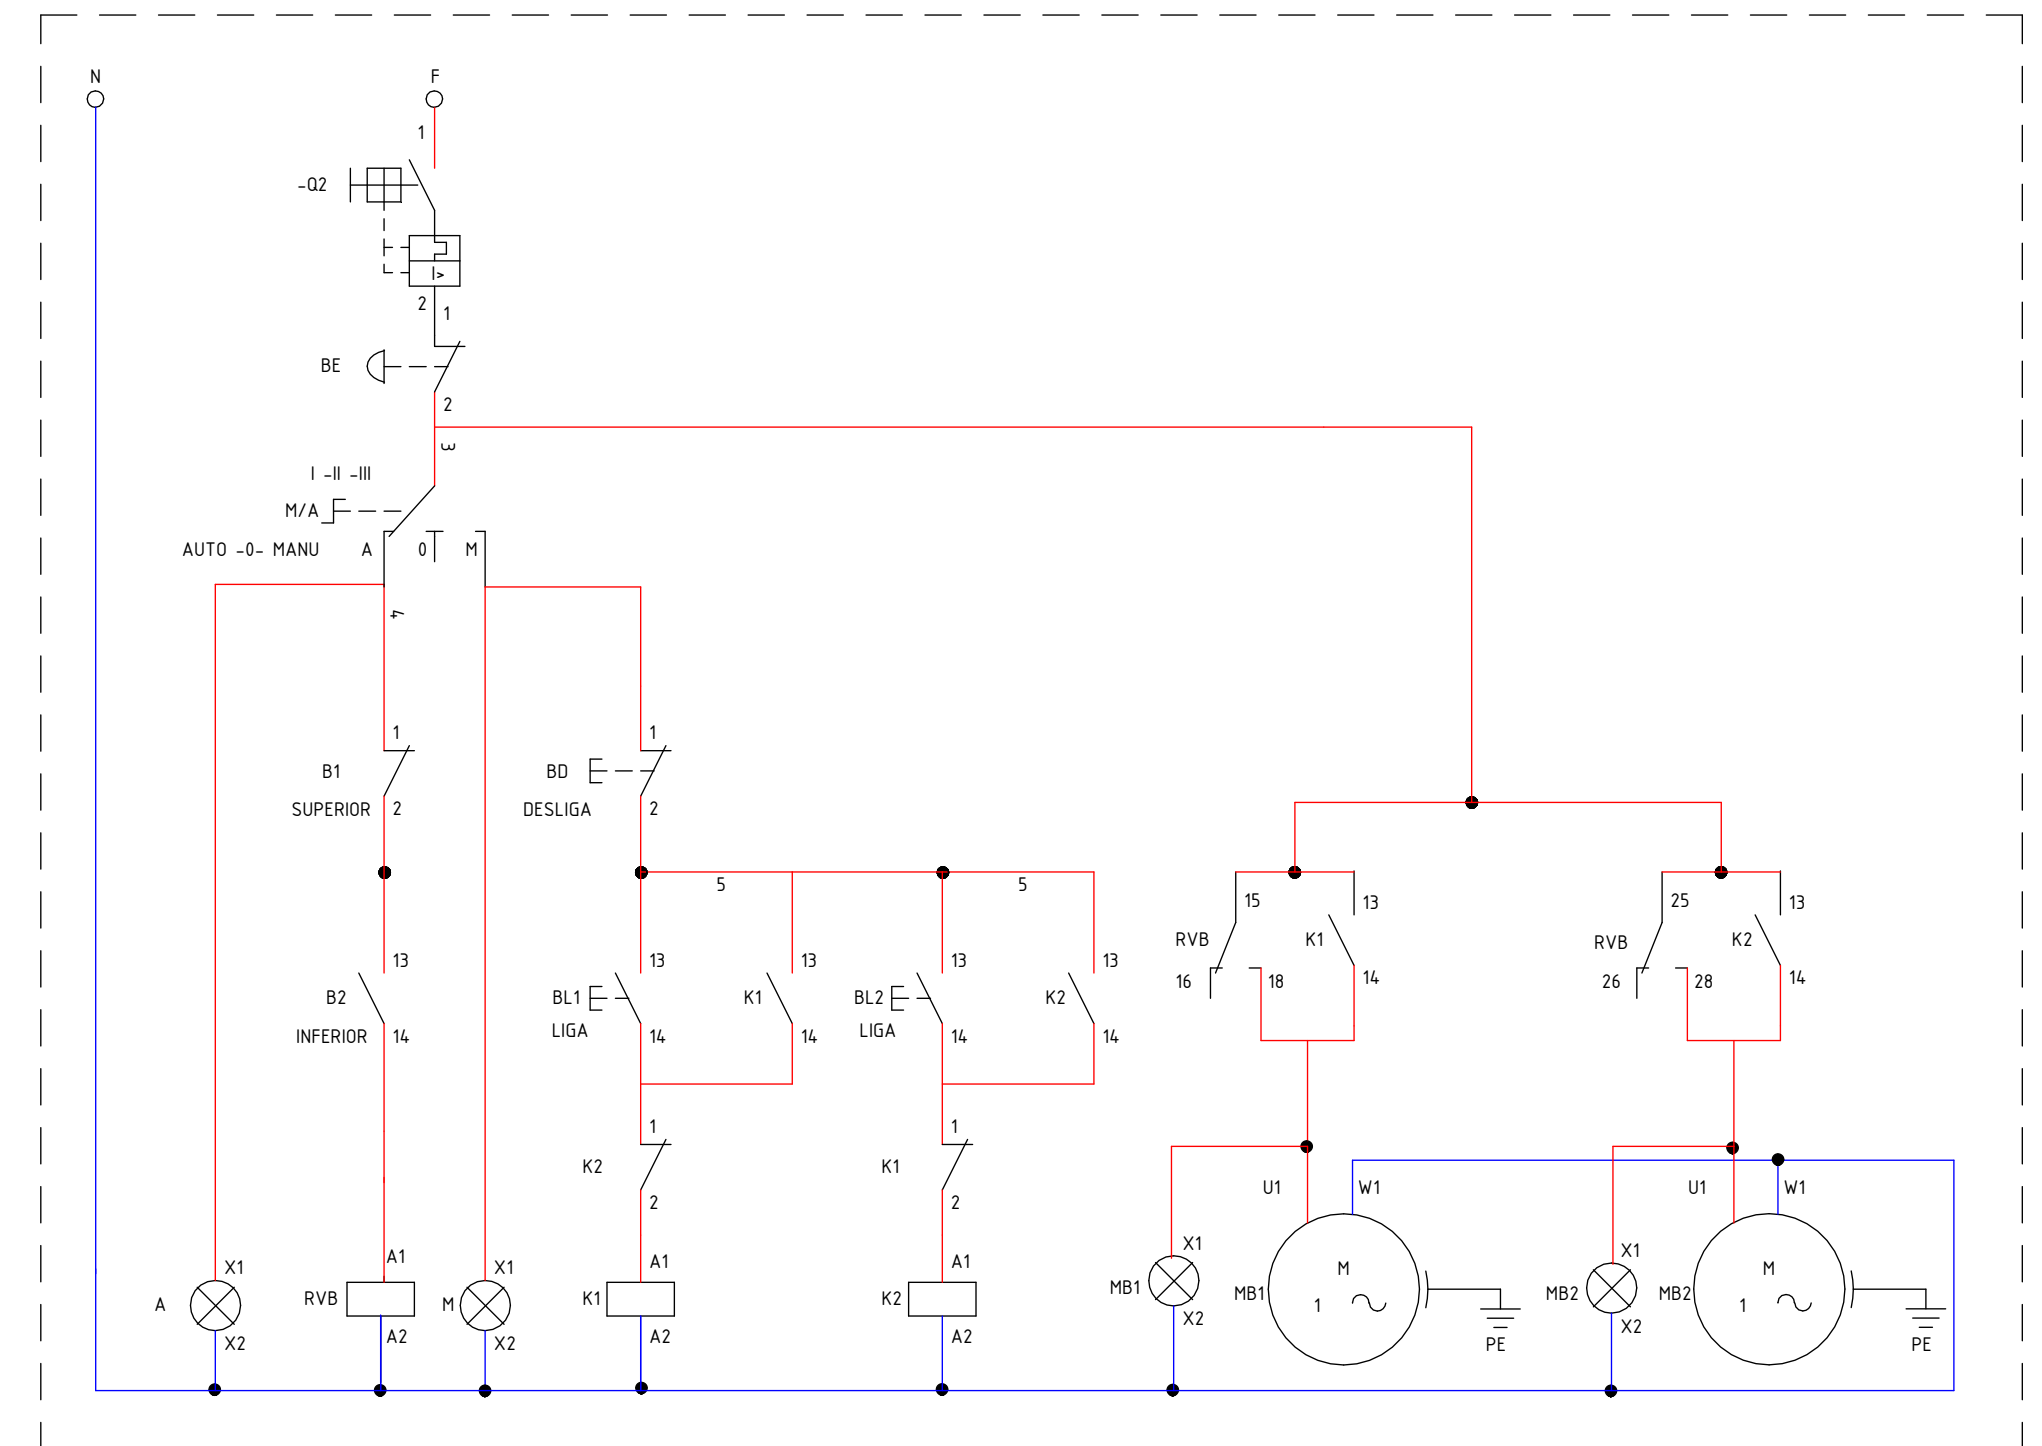 N F
1
-Q2
I>
2 1
BE
2
3
I -II -III
M/A
AUTO -0- MANU A 0 M
4
1 1
B1 BD
SUPERIOR 2 DESLIGA 2
5 5
15 13 25 13
RVB K1 RVB K2
13 13 13 13 13
16 18 14 26 28 14
B2 BL1 K1 BL2 K2
INFERIOR 14 LIGA 14 14 LIGA 14 14
1 1
K2 K1
2 2
U1 W1 U1 W1
A1 A1 A1
X1 X1 X1 X1
M M
A RVB M K1 K2 MB1 MB1 1 MB2 MB2 1
X2 A2 X2 A2 A2 X2 X2
PE PE